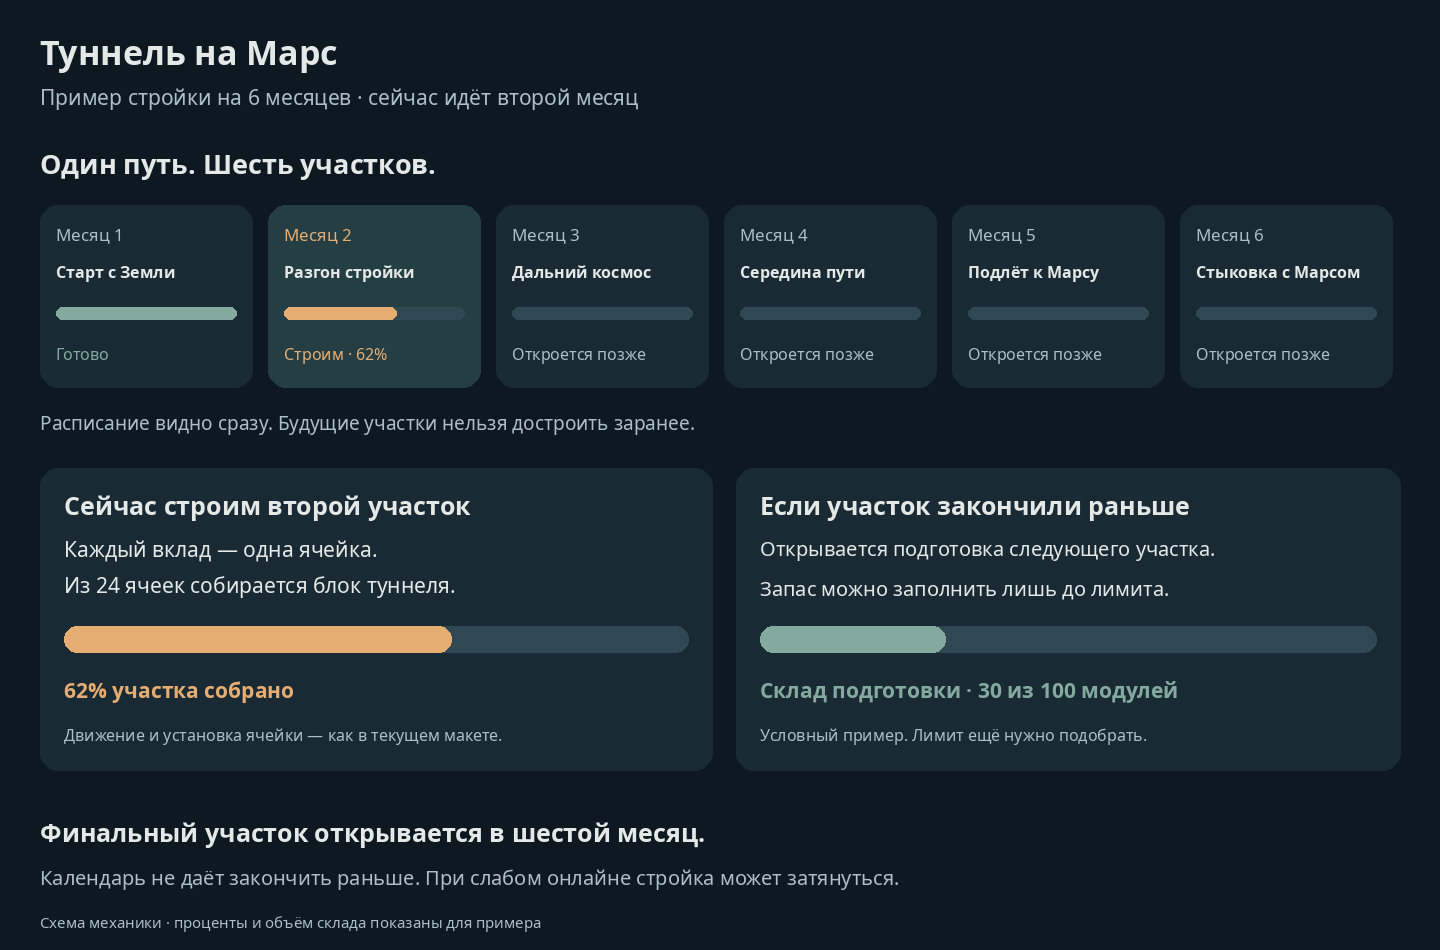 Туннель на Марс
Пример стройки на 6 месяцев · сейчас идёт второй месяц
Один путь. Шесть участков.
Месяц 1
Старт с Земли
Готово
Месяц 2
Разгон стройки
Строим · 62%
Месяц 3
Дальний космос
Откроется позже
Месяц 4
Середина пути
Откроется позже
Месяц 5
Подлёт к Марсу
Откроется позже
Месяц 6
Стыковка с Марсом
Откроется позже
Расписание видно сразу. Будущие участки нельзя достроить заранее.
Сейчас строим второй участок
Каждый вклад — одна ячейка.
Из 24 ячеек собирается блок туннеля.
62% участка собрано
Движение и установка ячейки — как в текущем макете.
Если участок закончили раньше
Открывается подготовка следующего участка.
Запас можно заполнить лишь до лимита.
Склад подготовки · 30 из 100 модулей
Условный пример. Лимит ещё нужно подобрать.
Финальный участок открывается в шестой месяц.
Календарь не даёт закончить раньше. При слабом онлайне стройка может затянуться.
Схема механики · проценты и объём склада показаны для примера